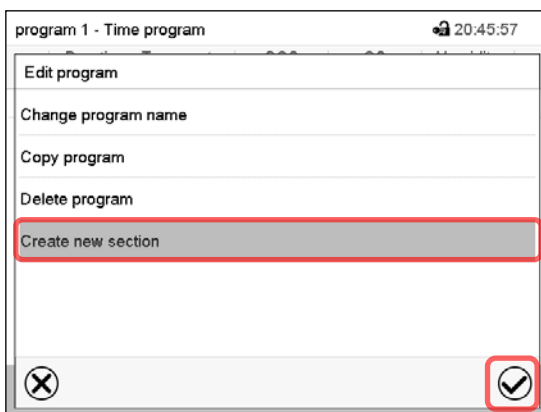 program 1 - Time program 20:45:57
Edit program
Change program name
Copy program
Delete program
Create new section